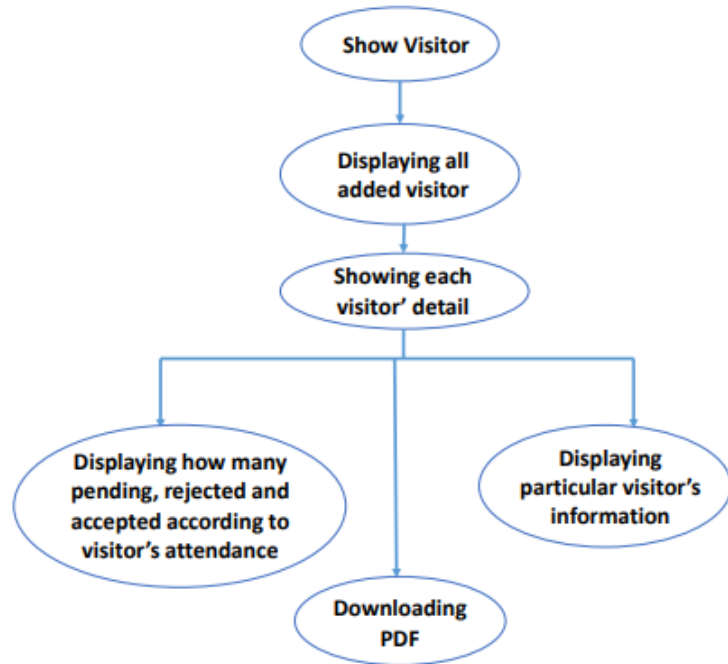 Show Visitor
Displaying all
added visitor
Showing each
visitor’ detail
Displaying how many
pending, rejected and
accepted according to
visitor’s attendance
Displaying
particular visitor’s
information
Downloading
PDF